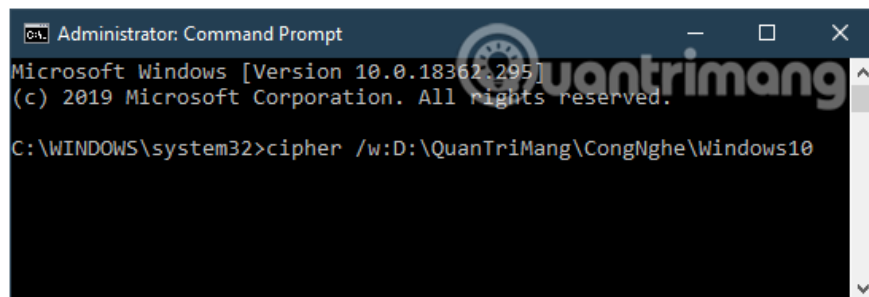 Administrator: Command Prompt
Quantrimang
Microsoft Windows [Version 10.0.18362.295]
(c) 2019 Microsoft Corporation. All rights reserved.
C:\WINDOWS\system32>cipher /w:D:\QuanTriMang\CongNghe\Windows10